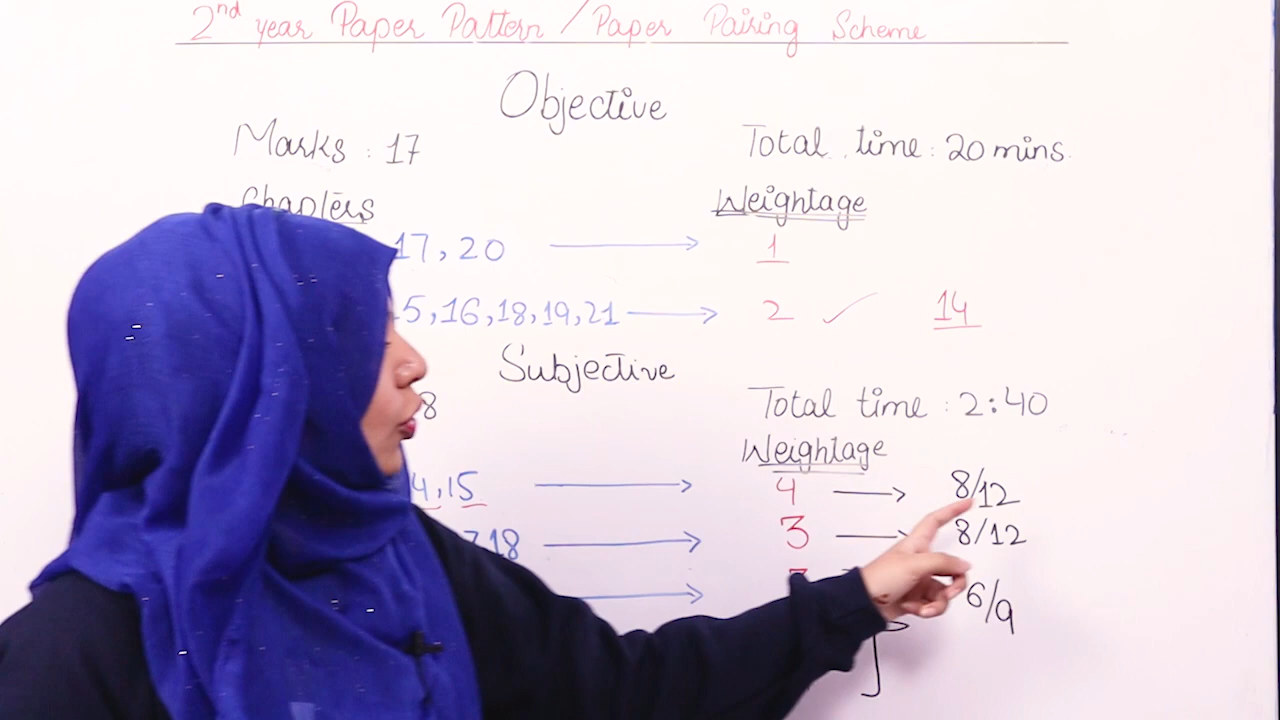 2nd year Paper Pattern / Paper Pairing Scheme
Objective
Marks : 17 Total time : 20 mins.
Chapters Weightage
17, 20 → 1
5, 16, 18, 19, 21 → 2 ✓ 14
Subjective
8 Total time : 2:40
Weightage
4, 15 → 4 → 8/12
18 → 3 → 8/12
→ 6/9